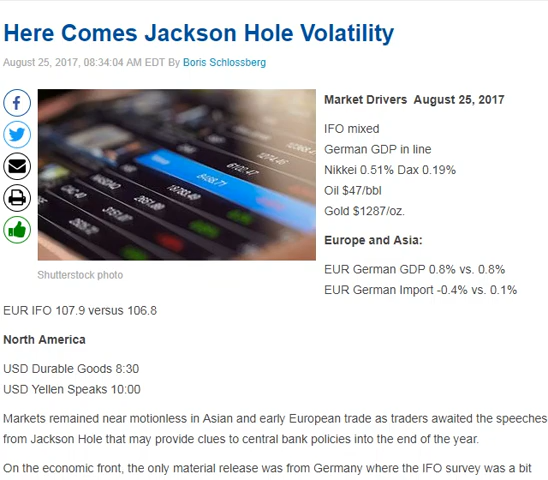 Here Comes Jackson Hole Volatility
August 25, 2017, 08:34:04 AM EDT By Boris Schlossberg
Market Drivers August 25, 2017
IFO mixed
German GDP in line
Nikkei 0.51% Dax 0.19%
Oil $47/bbl
Gold $1287/oz.
Europe and Asia:
EUR German GDP 0.8% vs. 0.8%
EUR German Import -0.4% vs. 0.1%
Shutterstock photo
EUR IFO 107.9 versus 106.8
North America
USD Durable Goods 8:30
USD Yellen Speaks 10:00
Markets remained near motionless in Asian and early European trade as traders awaited the speeches
from Jackson Hole that may provide clues to central bank policies into the end of the year.
On the economic front, the only material release was from Germany where the IFO survey was a bit